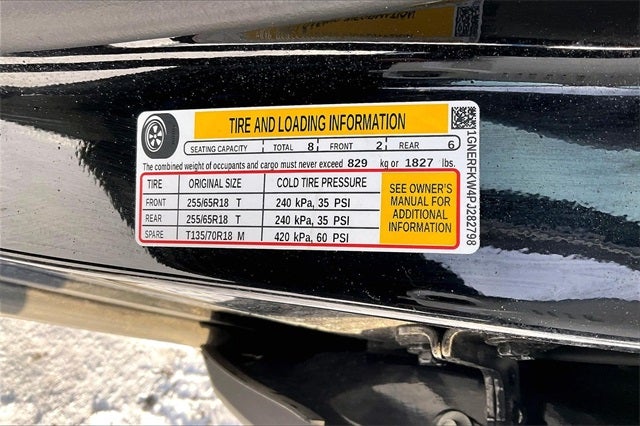 TIRE AND LOADING INFORMATION
SEATING CAPACITY TOTAL 8 FRONT 2 REAR 6
The combined weight of occupants and cargo must never exceed 829 kg or 1827 lbs.
TIRE ORIGINAL SIZE COLD TIRE PRESSURE
FRONT 255/65R18 T 240 kPa, 35 PSI
REAR 255/65R18 T 240 kPa, 35 PSI
SPARE T135/70R18 M 420 kPa, 60 PSI
SEE OWNER'S
MANUAL FOR
ADDITIONAL
INFORMATION
1GNERFKW4PJ282798